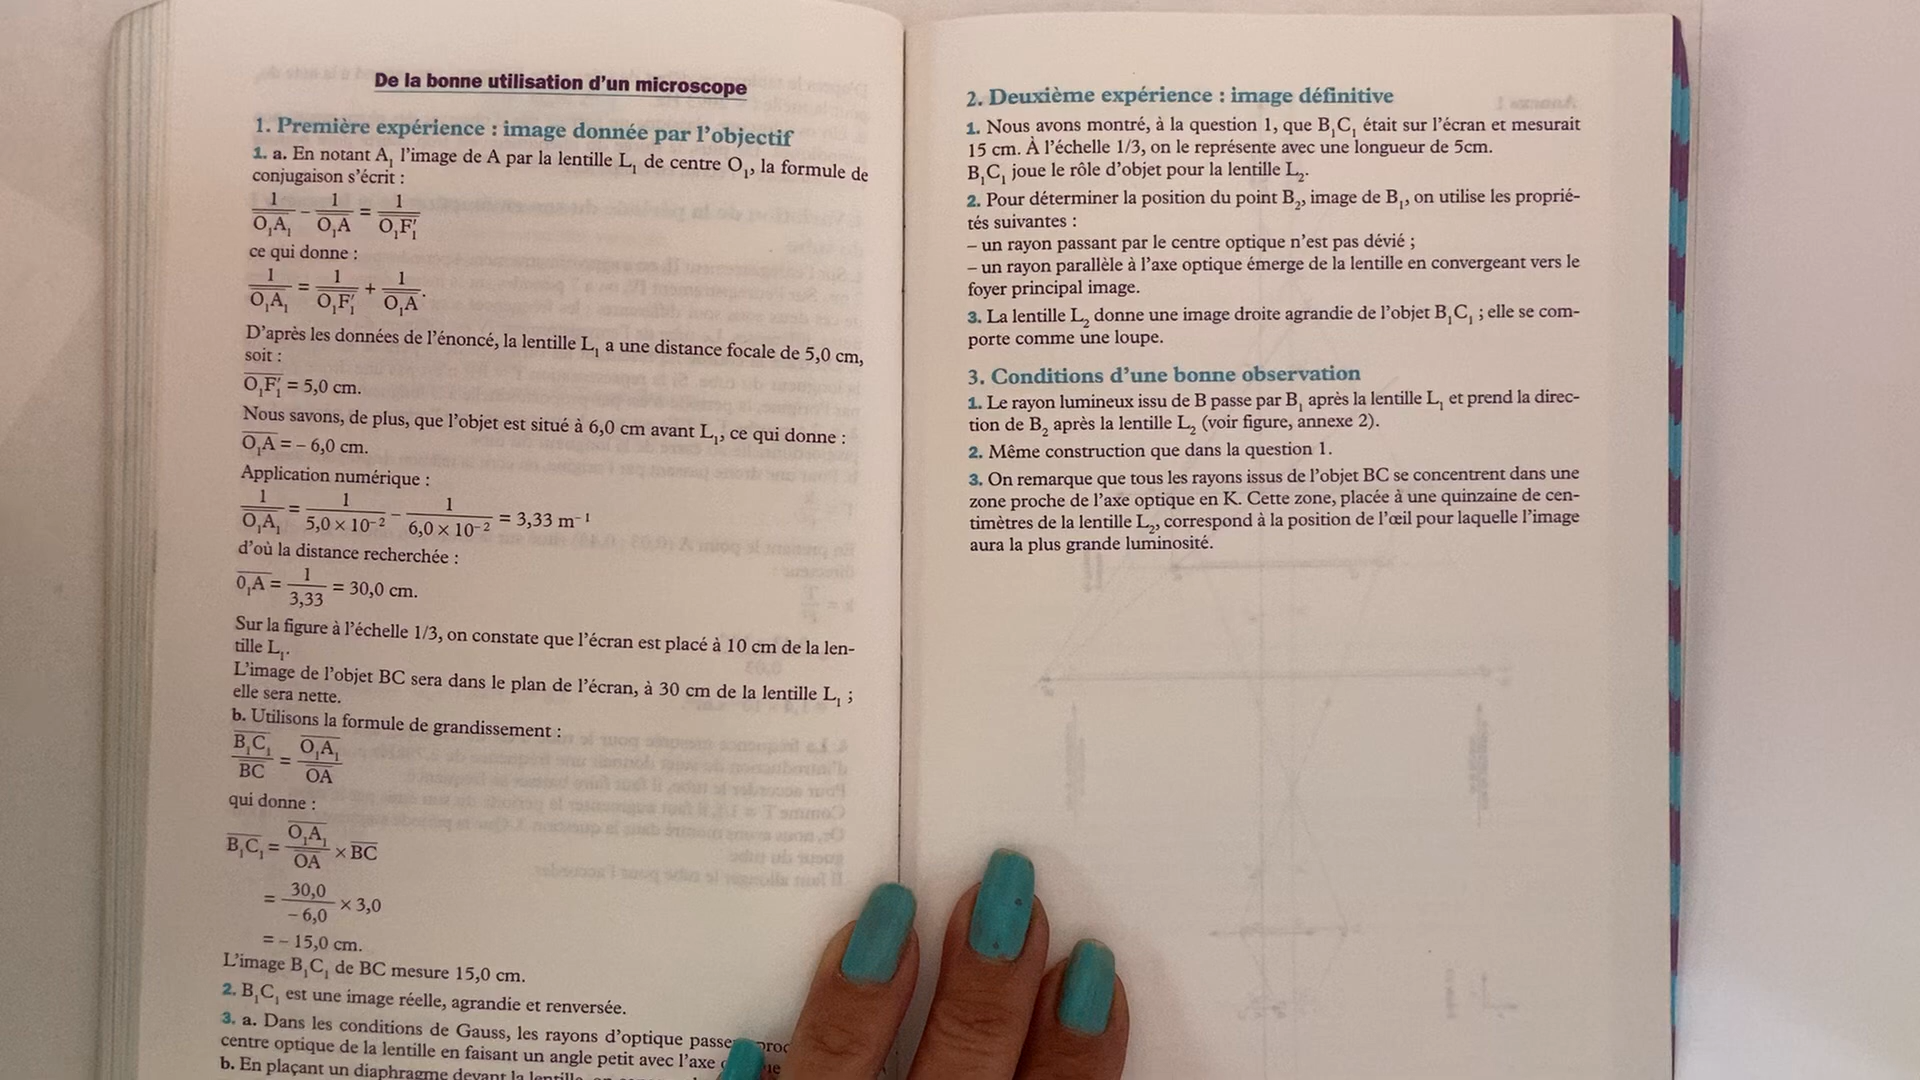 De la bonne utilisation d'un microscope
1. Première expérience : image donnée par l'objectif
1. a. En notant A₁ l'image de A par la lentille L₁ de centre O₁, la formule de
conjugaison s'écrit :
1/O₁A₁ − 1/O₁A = 1/O₁F′₁
ce qui donne :
1/O₁A₁ = 1/O₁F′₁ + 1/O₁A.
D'après les données de l'énoncé, la lentille L₁ a une distance focale de 5,0 cm,
soit :
O₁F′₁ = 5,0 cm.
Nous savons, de plus, que l'objet est situé à 6,0 cm avant L₁, ce qui donne :
O₁A = − 6,0 cm.
Application numérique :
1/O₁A₁ = 1/5,0 × 10⁻² − 1/6,0 × 10⁻² = 3,33 m⁻¹
d'où la distance recherchée :
0₁A = 1/3,33 = 30,0 cm.
Sur la figure à l'échelle 1/3, on constate que l'écran est placé à 10 cm de la len-
tille L₁.
L'image de l'objet BC sera dans le plan de l'écran, à 30 cm de la lentille L₁ ;
elle sera nette.
b. Utilisons la formule de grandissement :
B₁C₁/BC = O₁A₁/OA
qui donne :
B₁C₁ = O₁A₁/OA × BC
= 30,0/− 6,0 × 3,0
= − 15,0 cm.
L'image B₁C₁ de BC mesure 15,0 cm.
2. B₁C₁ est une image réelle, agrandie et renversée.
3. a. Dans les conditions de Gauss, les rayons d'optique
centre optique de la lentille en faisant un angle petit avec l'axe
b. En plaçant un diaphragme devant la
2. Deuxième expérience : image définitive
1. Nous avons montré, à la question 1, que B₁C₁ était sur l'écran et mesurait
15 cm. À l'échelle 1/3, on le représente avec une longueur de 5cm.
B₁C₁ joue le rôle d'objet pour la lentille L₂.
2. Pour déterminer la position du point B₂, image de B₁, on utilise les proprié-
tés suivantes :
– un rayon passant par le centre optique n'est pas dévié ;
– un rayon parallèle à l'axe optique émerge de la lentille en convergeant vers le
foyer principal image.
3. La lentille L₂ donne une image droite agrandie de l'objet B₁C₁ ; elle se com-
porte comme une loupe.
3. Conditions d'une bonne observation
1. Le rayon lumineux issu de B passe par B₁ après la lentille L₁ et prend la direc-
tion de B₂ après la lentille L₂ (voir figure, annexe 2).
2. Même construction que dans la question 1.
3. On remarque que tous les rayons issus de l'objet BC se concentrent dans une
zone proche de l'axe optique en K. Cette zone, placée à une quinzaine de cen-
timètres de la lentille L₂, correspond à la position de l'œil pour laquelle l'image
aura la plus grande luminosité.